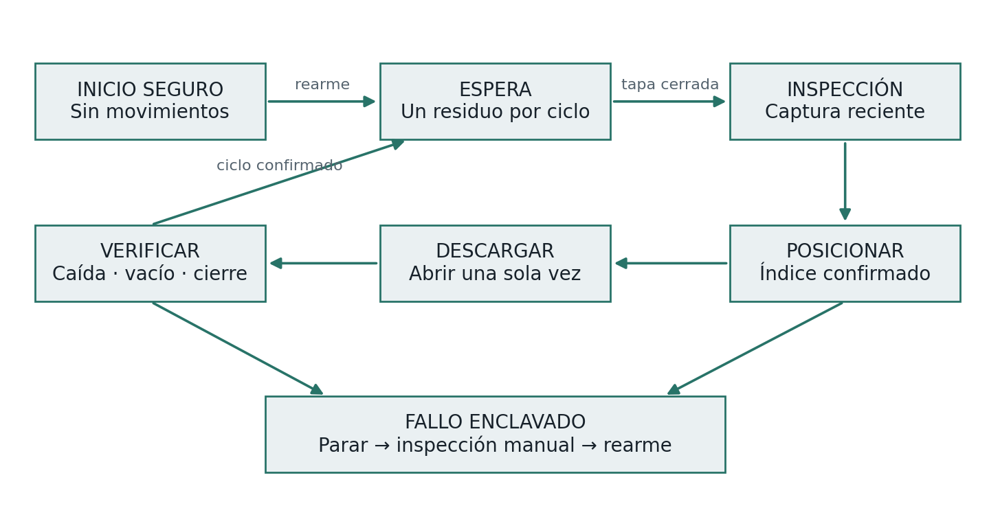 INICIO SEGURO
Sin movimientos
rearme
ESPERA
Un residuo por ciclo
tapa cerrada
INSPECCIÓN
Captura reciente
ciclo confirmado
VERIFICAR
Caída · vacío · cierre
DESCARGAR
Abrir una sola vez
POSICIONAR
Índice confirmado
FALLO ENCLAVADO
Parar → inspección manual → rearme